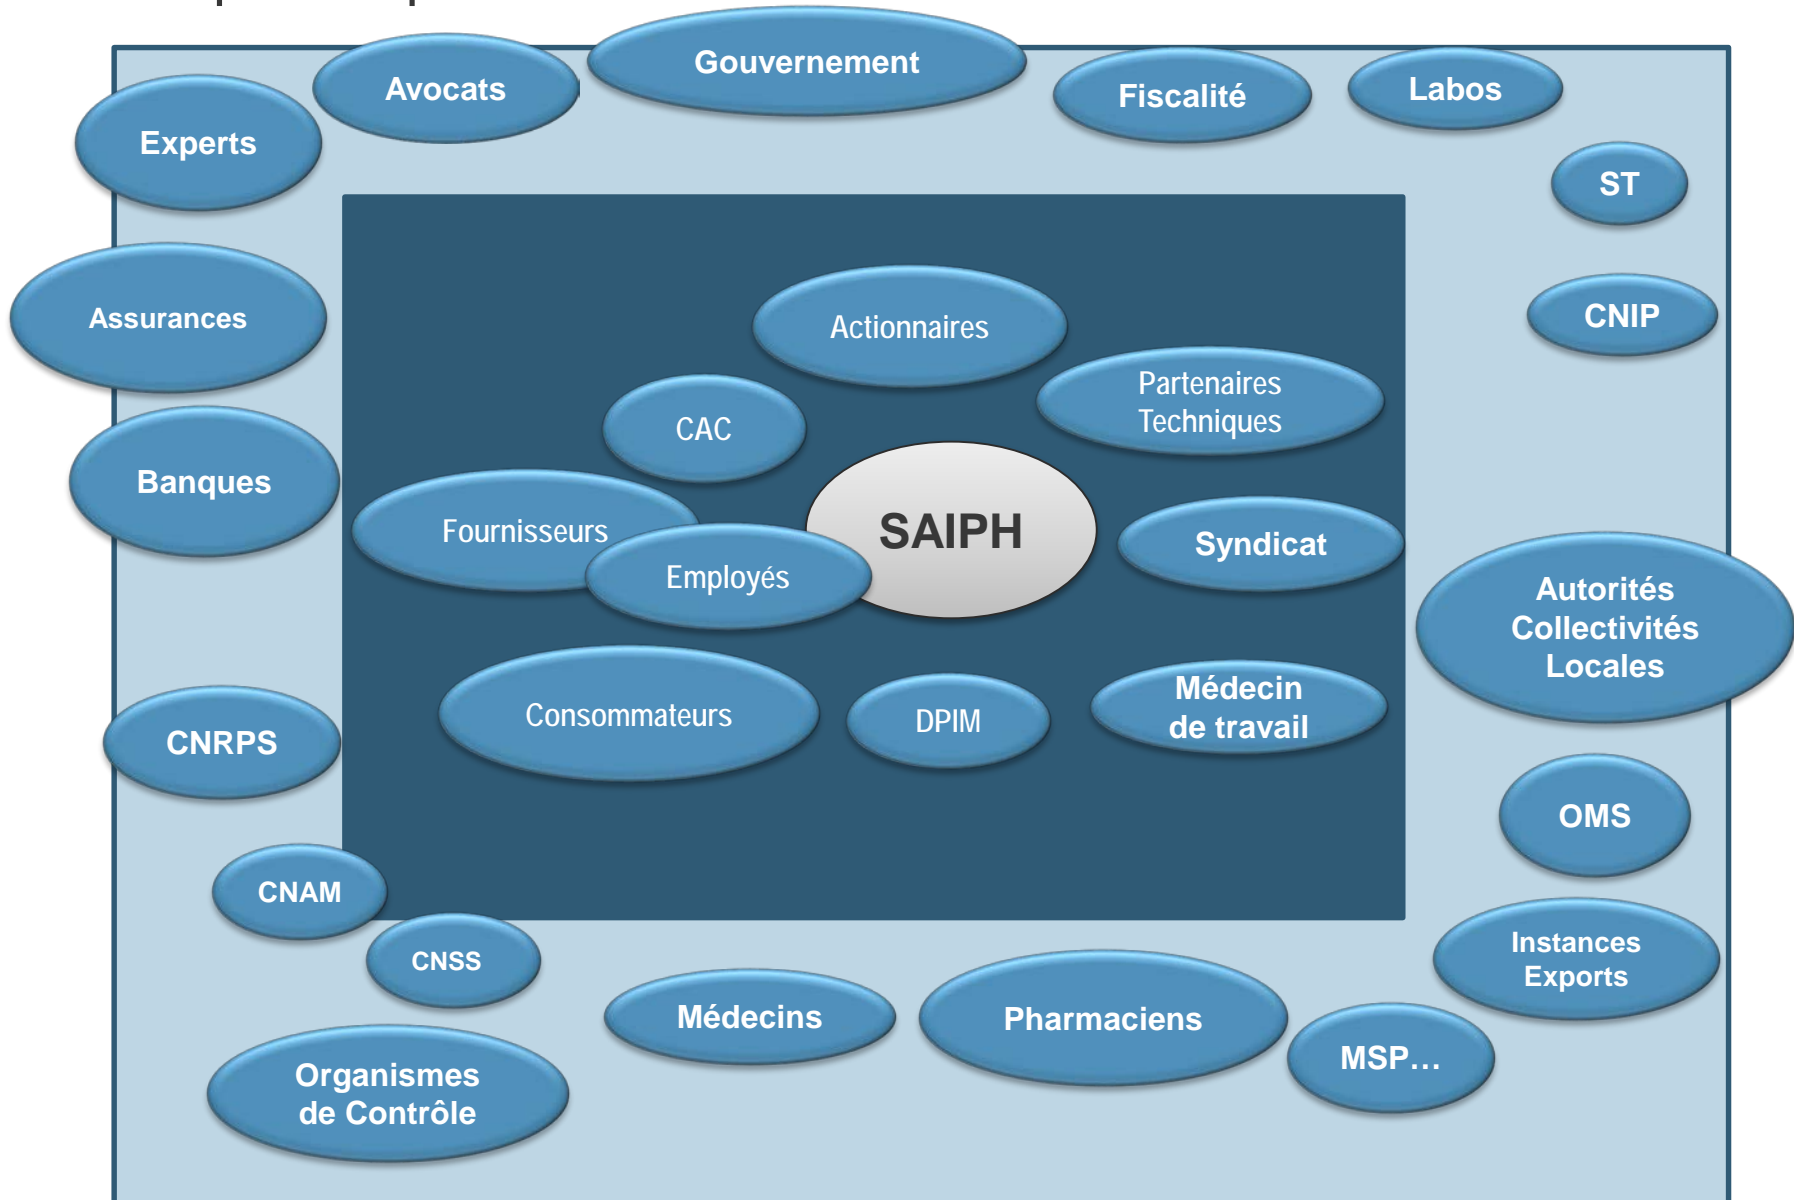 Gouvernement
Avocats
Fiscalité
Labos
Experts
ST
Assurances
CNIP
Actionnaires
Partenaires
Techniques
CAC
Banques
Fournisseurs
SAIPH
Syndicat
Employés
Autorités
Collectivités
Locales
Consommateurs
DPIM
Médecin
de travail
CNRPS
OMS
CNAM
CNSS
Instances
Exports
Médecins
Pharmaciens
MSP…
Organismes
de Contrôle